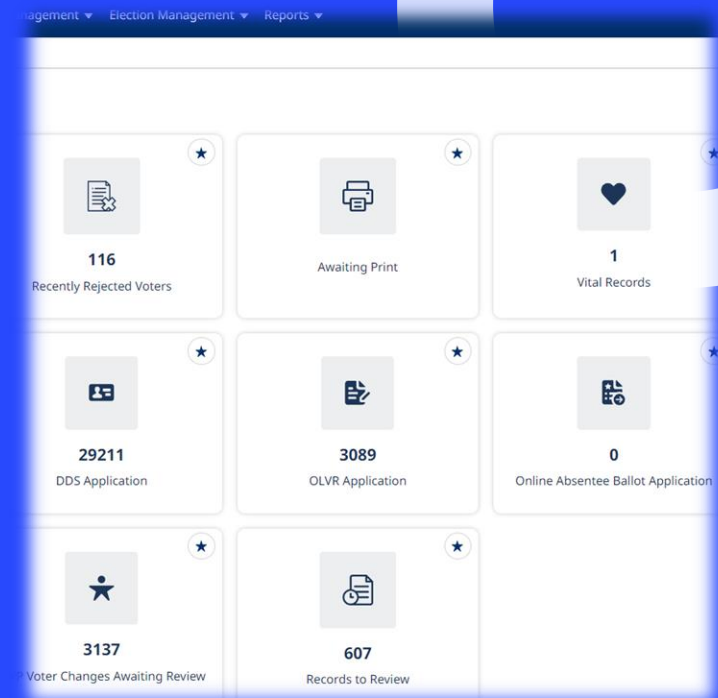 nagement Election Management Reports
116
Recently Rejected Voters
Awaiting Print
1
Vital Records
29211
DDS Application
3089
OLVR Application
0
Online Absentee Ballot Application
3137
P Voter Changes Awaiting Review
607
Records to Review